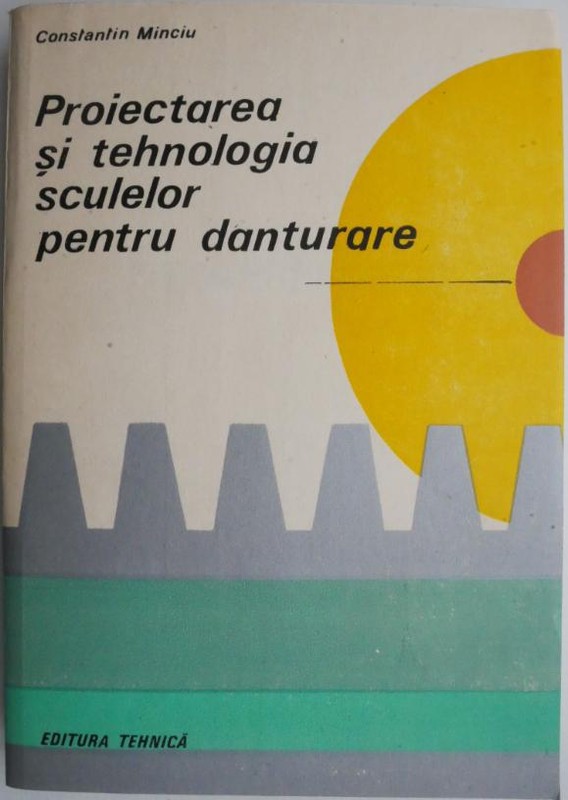 Constantin Minciu
Proiectarea
și tehnologia
sculelor
pentru danturare
EDITURA TEHNICĂ